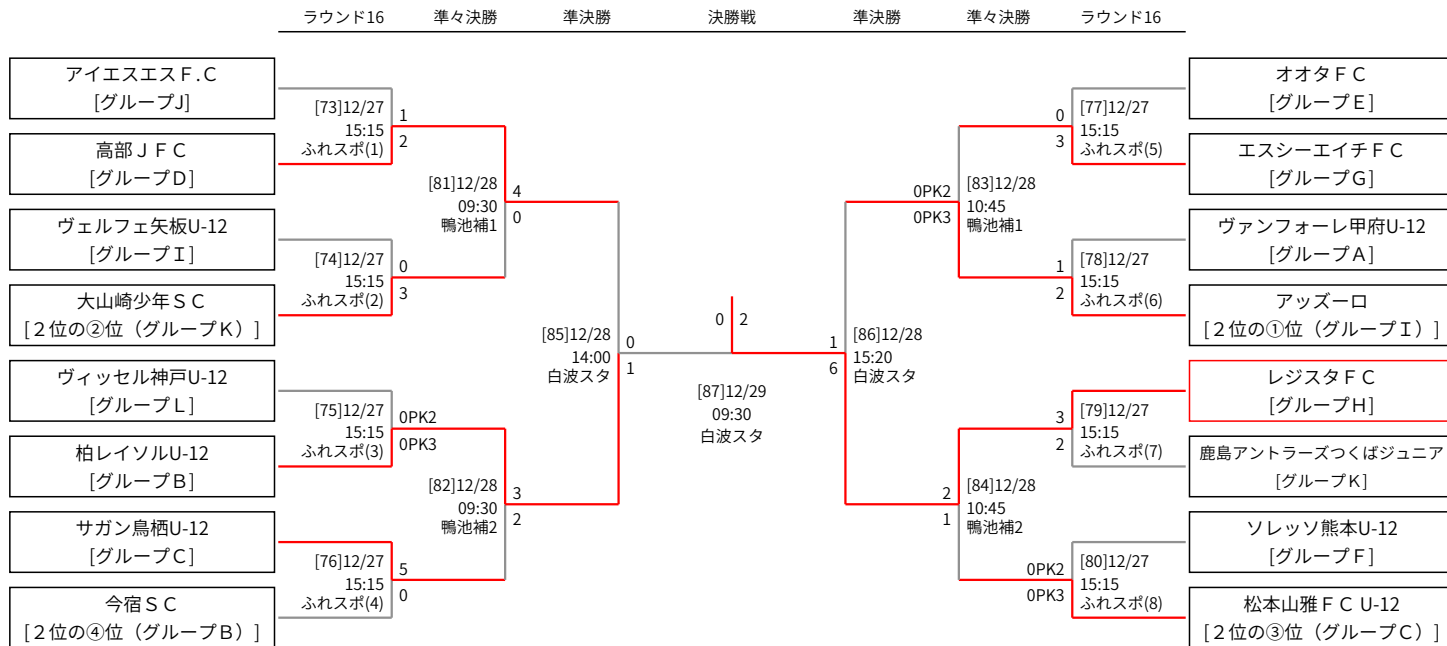 ラウンド16
準々決勝
準決勝
決勝戦
準決勝
準々決勝
ラウンド16
アイエスエスＦ.Ｃ
[グループJ]
高部ＪＦＣ
[グループＤ]
ヴェルフェ矢板U-12
[グループＩ]
大山崎少年ＳＣ
[２位の②位（グループＫ）]
ヴィッセル神戸U-12
[グループＬ]
柏レイソルU-12
[グループＢ]
サガン鳥栖U-12
[グループＣ]
今宿ＳＣ
[２位の④位（グループＢ）]
[73]12/27
15:15
ふれスポ(1)
1
2
[74]12/27
15:15
ふれスポ(2)
0
3
[75]12/27
15:15
ふれスポ(3)
0PK2
0PK3
[76]12/27
15:15
ふれスポ(4)
5
0
[81]12/28
09:30
鴨池補1
4
0
[82]12/28
09:30
鴨池補2
3
2
[85]12/28
14:00
白波スタ
0
1
0
2
[87]12/29
09:30
白波スタ
1
6
[86]12/28
15:20
白波スタ
0PK2
0PK3
[83]12/28
10:45
鴨池補1
2
1
[84]12/28
10:45
鴨池補2
0
3
[77]12/27
15:15
ふれスポ(5)
1
2
[78]12/27
15:15
ふれスポ(6)
3
2
[79]12/27
15:15
ふれスポ(7)
0PK2
0PK3
[80]12/27
15:15
ふれスポ(8)
オオタＦＣ
[グループＥ]
エスシーエイチＦＣ
[グループＧ]
ヴァンフォーレ甲府U-12
[グループＡ]
アッズーロ
[２位の①位（グループＩ）]
レジスタＦＣ
[グループＨ]
鹿島アントラーズつくばジュニア
[グループＫ]
ソレッソ熊本U-12
[グループＦ]
松本山雅ＦＣ U-12
[２位の③位（グループＣ）]